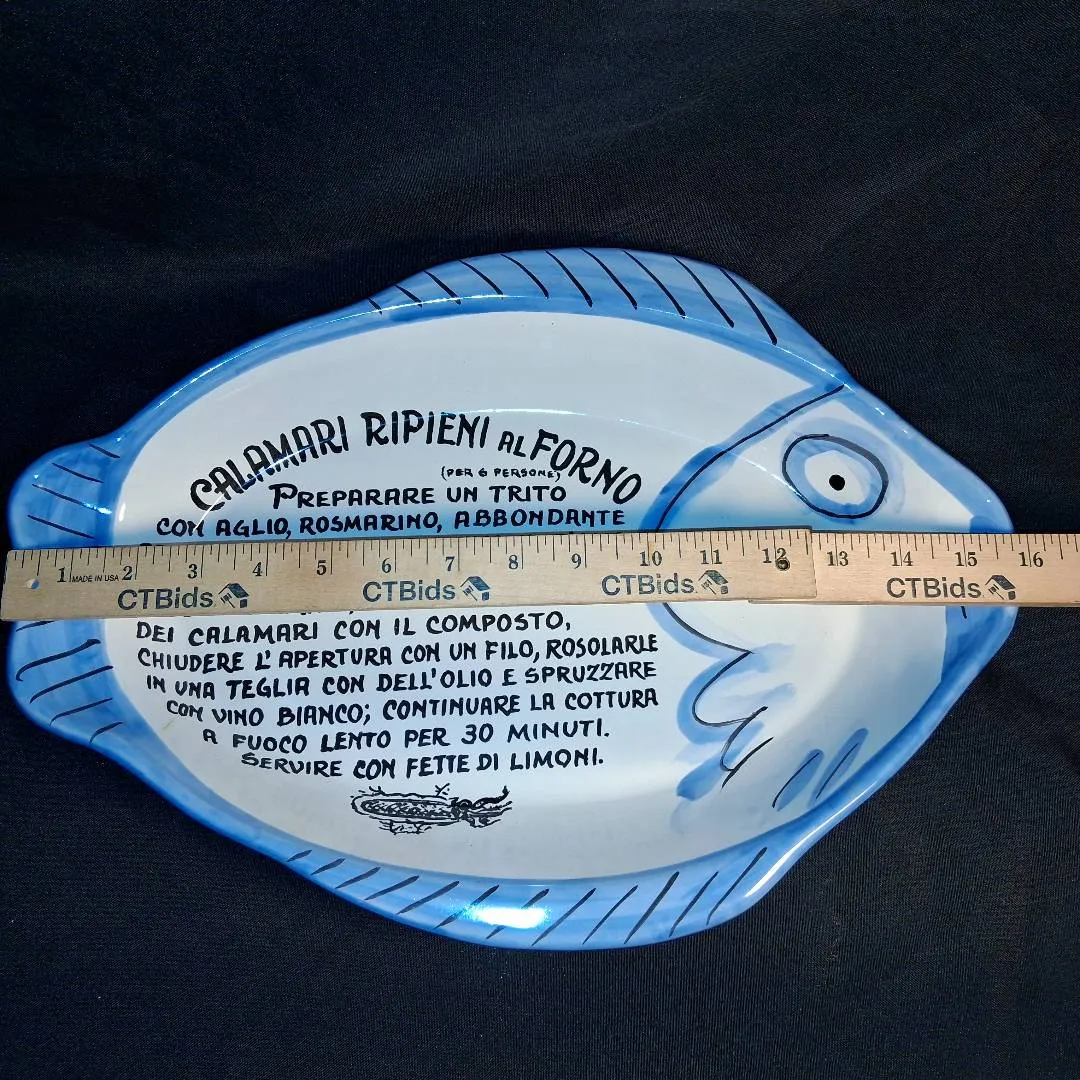 CALAMARI RIPIENI AL FORNO
(PER 6 PERSONE)
PREPARARE UN TRITO
CON AGLIO, ROSMARINO, ABBONDANTE
1 MADE IN USA 2 3 4 5 6 7 8 9 10 11 12 13 14 15 16
CTBids CTBids CTBids CTBids
DEI CALAMARI CON IL COMPOSTO,
CHIUDERE L'APERTURA CON UN FILO, ROSOLARLE
IN UNA TEGLIA CON DELL'OLIO E SPRUZZARE
CON VINO BIANCO; CONTINUARE LA COTTURA
A FUOCO LENTO PER 30 MINUTI.
SERVIRE CON FETTE DI LIMONI.